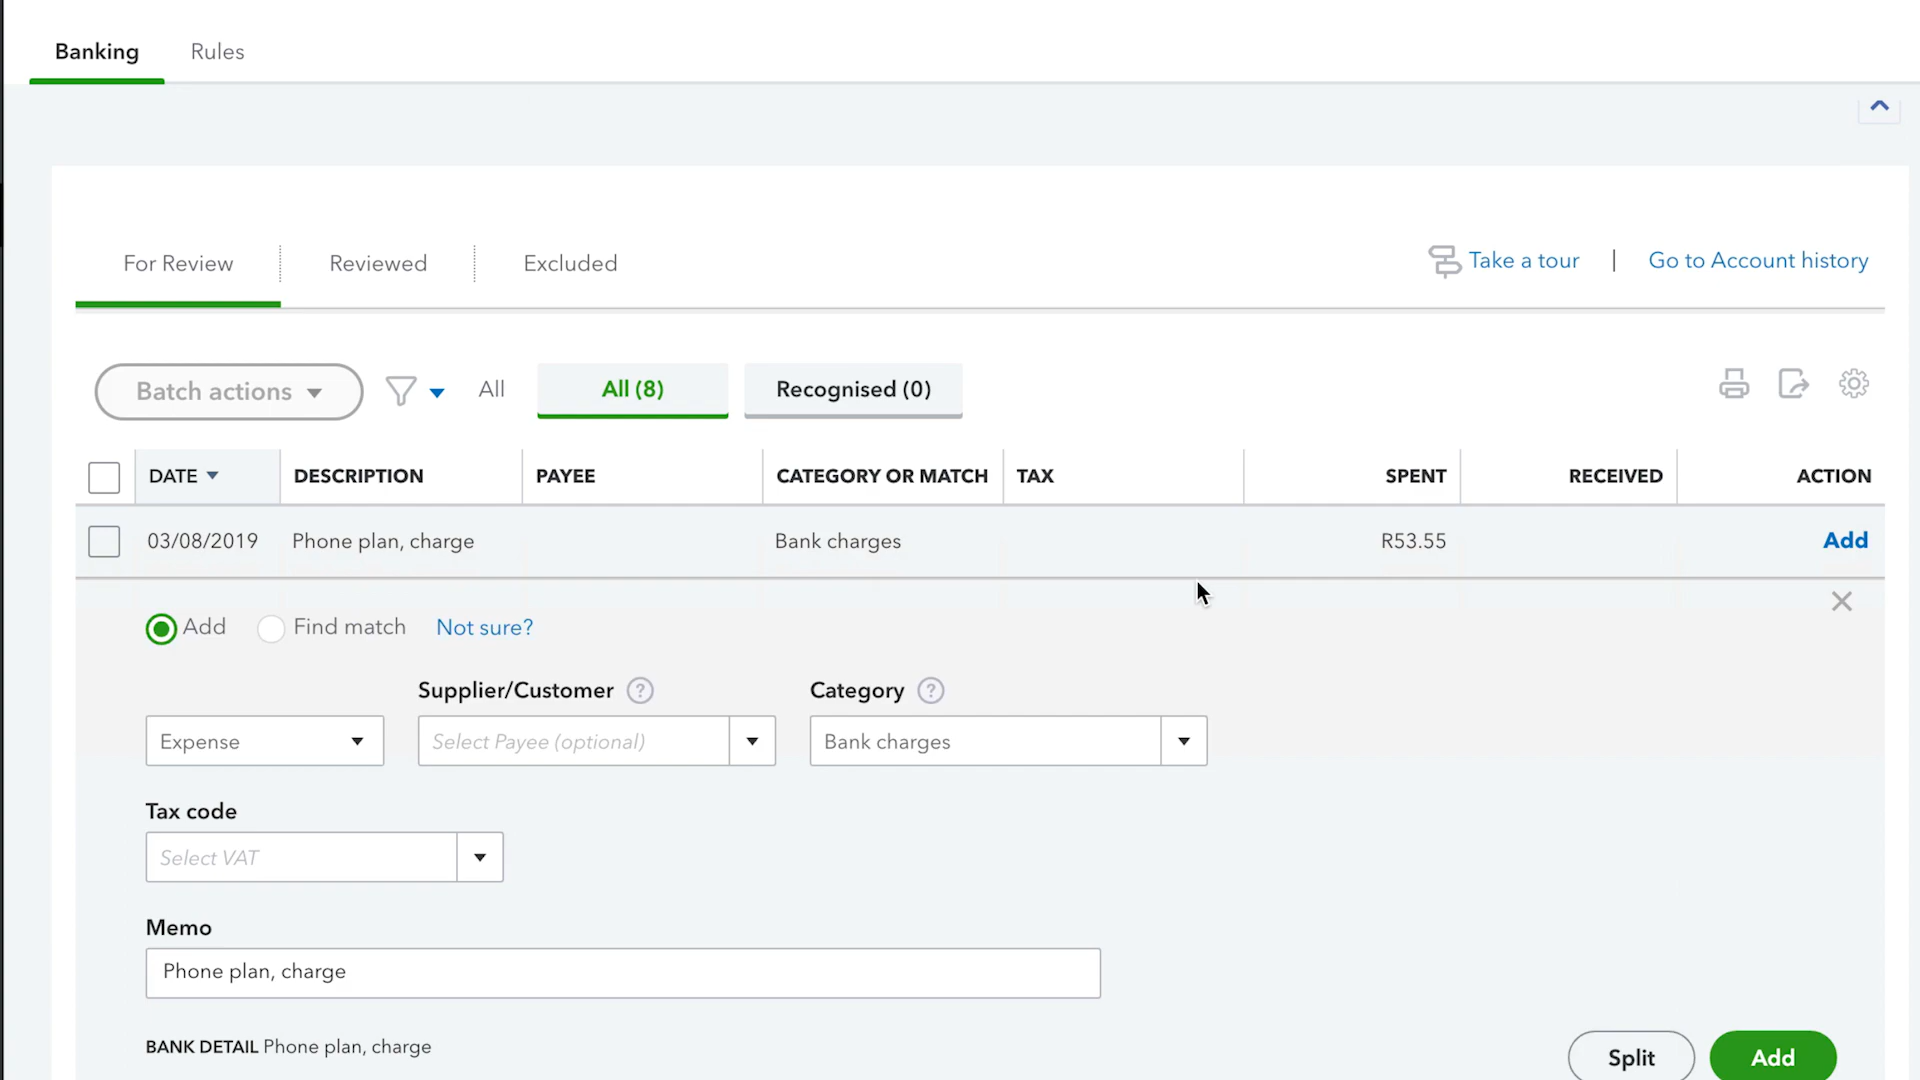 Banking Rules
For Review Reviewed Excluded Take a tour | Go to Account history
Batch actions All All (8) Recognised (0)
DATE DESCRIPTION PAYEE CATEGORY OR MATCH TAX SPENT RECEIVED ACTION
03/08/2019 Phone plan, charge Bank charges R53.55 Add
Add Find match Not sure?
Supplier/Customer ? Category ?
Expense Select Payee (optional) Bank charges
Tax code
Select VAT
Memo
Phone plan, charge
BANK DETAIL Phone plan, charge
Split Add